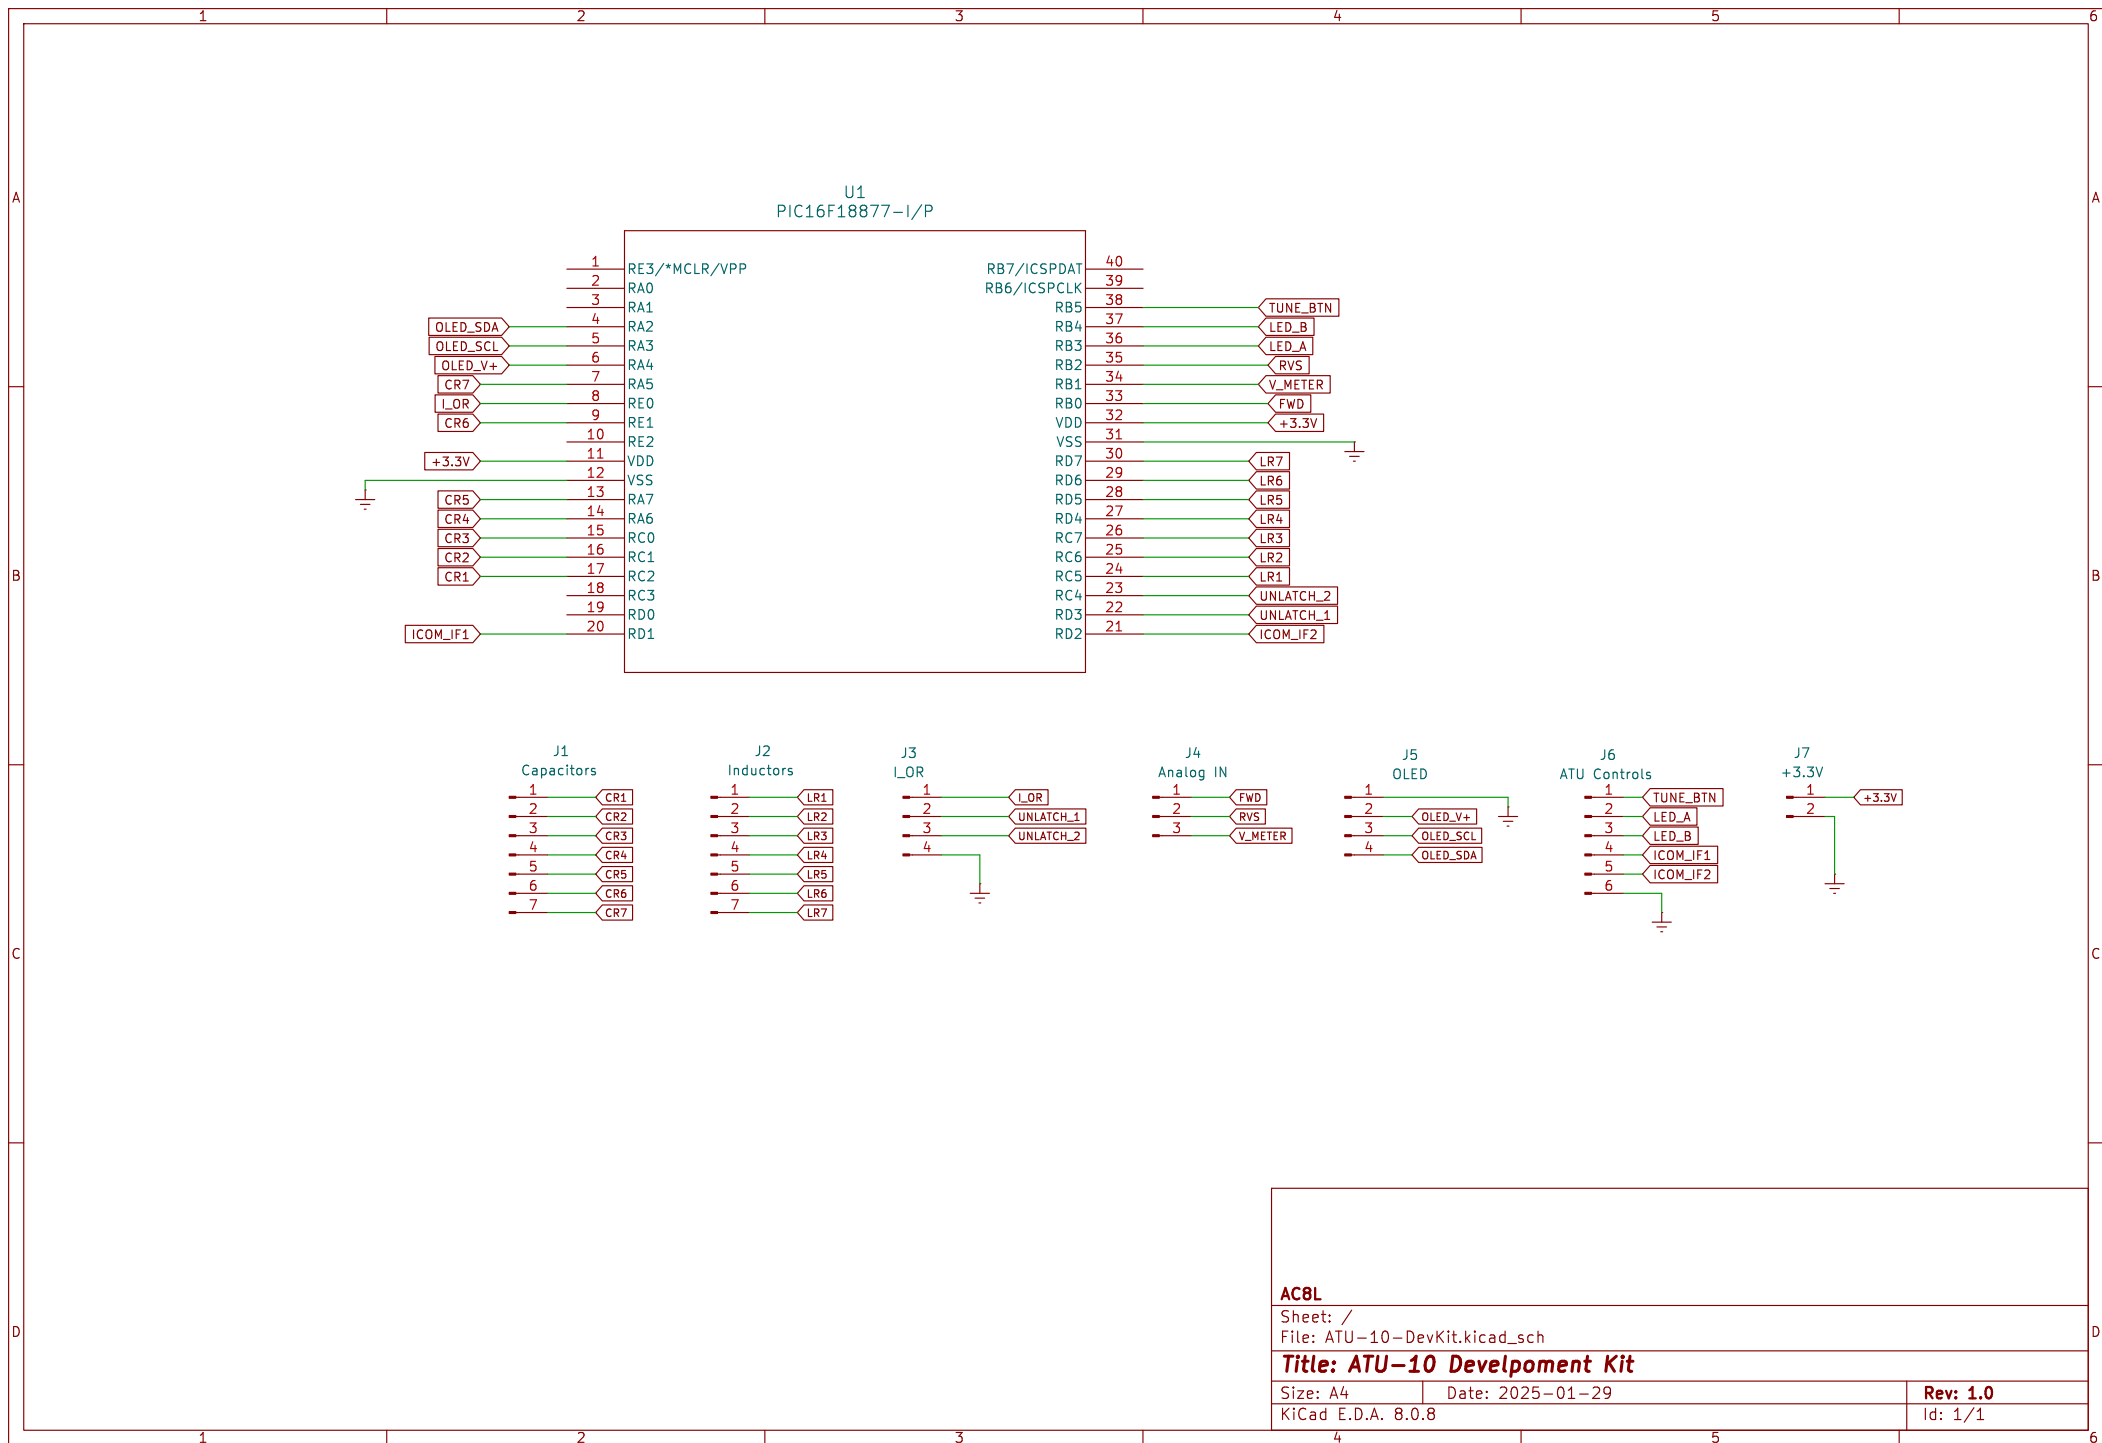 1 2 3 4 5 6
A A
B B
C C
D D
U1
PIC16F18877-I/P
1 RE3/*MCLR/VPP RB7/ICSPDAT 40
2 RA0 RB6/ICSPCLK 39
3 RA1 RB5 38 TUNE_BTN
OLED_SDA 4 RA2 RB4 37 LED_B
OLED_SCL 5 RA3 RB3 36 LED_A
OLED_V+ 6 RA4 RB2 35 RVS
CR7 7 RA5 RB1 34 V_METER
I_OR 8 RE0 RB0 33 FWD
CR6 9 RE1 VDD 32 +3.3V
10 RE2 VSS 31
+3.3V 11 VDD RD7 30 LR7
12 VSS RD6 29 LR6
CR5 13 RA7 RD5 28 LR5
CR4 14 RA6 RD4 27 LR4
CR3 15 RC0 RC7 26 LR3
CR2 16 RC1 RC6 25 LR2
CR1 17 RC2 RC5 24 LR1
18 RC3 RC4 23 UNLATCH_2
19 RD0 RD3 22 UNLATCH_1
ICOM_IF1 20 RD1 RD2 21 ICOM_IF2
J1
Capacitors
1 CR1
2 CR2
3 CR3
4 CR4
5 CR5
6 CR6
7 CR7
J2
Inductors
1 LR1
2 LR2
3 LR3
4 LR4
5 LR5
6 LR6
7 LR7
J3
I_OR
1 I_OR
2 UNLATCH_1
3 UNLATCH_2
4
J4
Analog IN
1 FWD
2 RVS
3 V_METER
J5
OLED
1
2 OLED_V+
3 OLED_SCL
4 OLED_SDA
J6
ATU Controls
1 TUNE_BTN
2 LED_A
3 LED_B
4 ICOM_IF1
5 ICOM_IF2
6
J7
+3.3V
1 +3.3V
2
AC8L
Sheet: /
File: ATU-10-DevKit.kicad_sch
Title: ATU-10 Develpoment Kit
Size: A4 Date: 2025-01-29 Rev: 1.0
KiCad E.D.A. 8.0.8 Id: 1/1
1 2 3 4 5 6